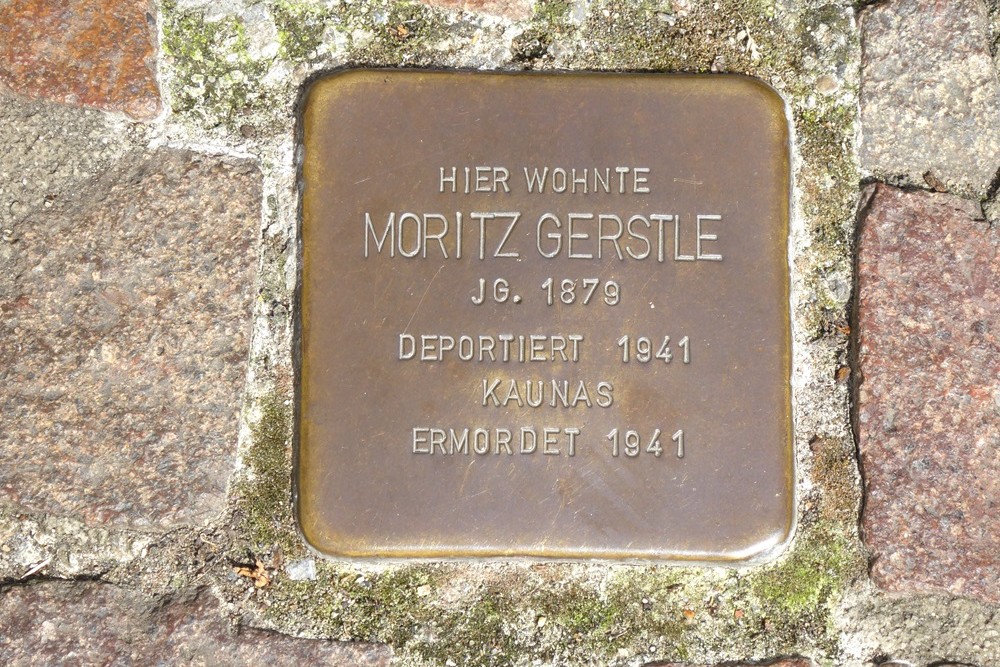 HIER WOHNTE
MORITZ GERSTLE
JG. 1879
DEPORTIERT 1941
KAUNAS
ERMORDET 1941